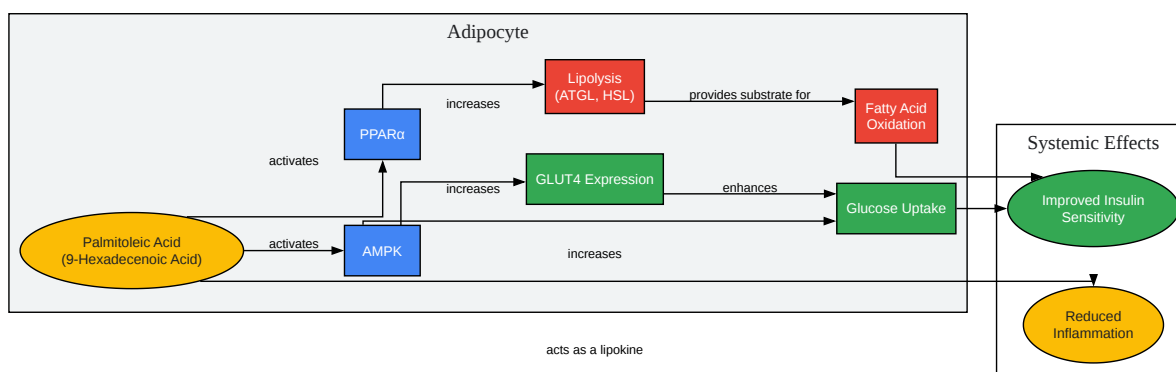 Adipocyte
Lipolysis
(ATGL, HSL)
increases
provides substrate for
Fatty Acid
Oxidation
PPARα
activates
Systemic Effects
GLUT4 Expression
increases
enhances
Glucose Uptake
Improved Insulin
Sensitivity
Palmitoleic Acid
(9-Hexadecenoic Acid)
activates
AMPK
increases
Reduced
Inflammation
acts as a lipokine